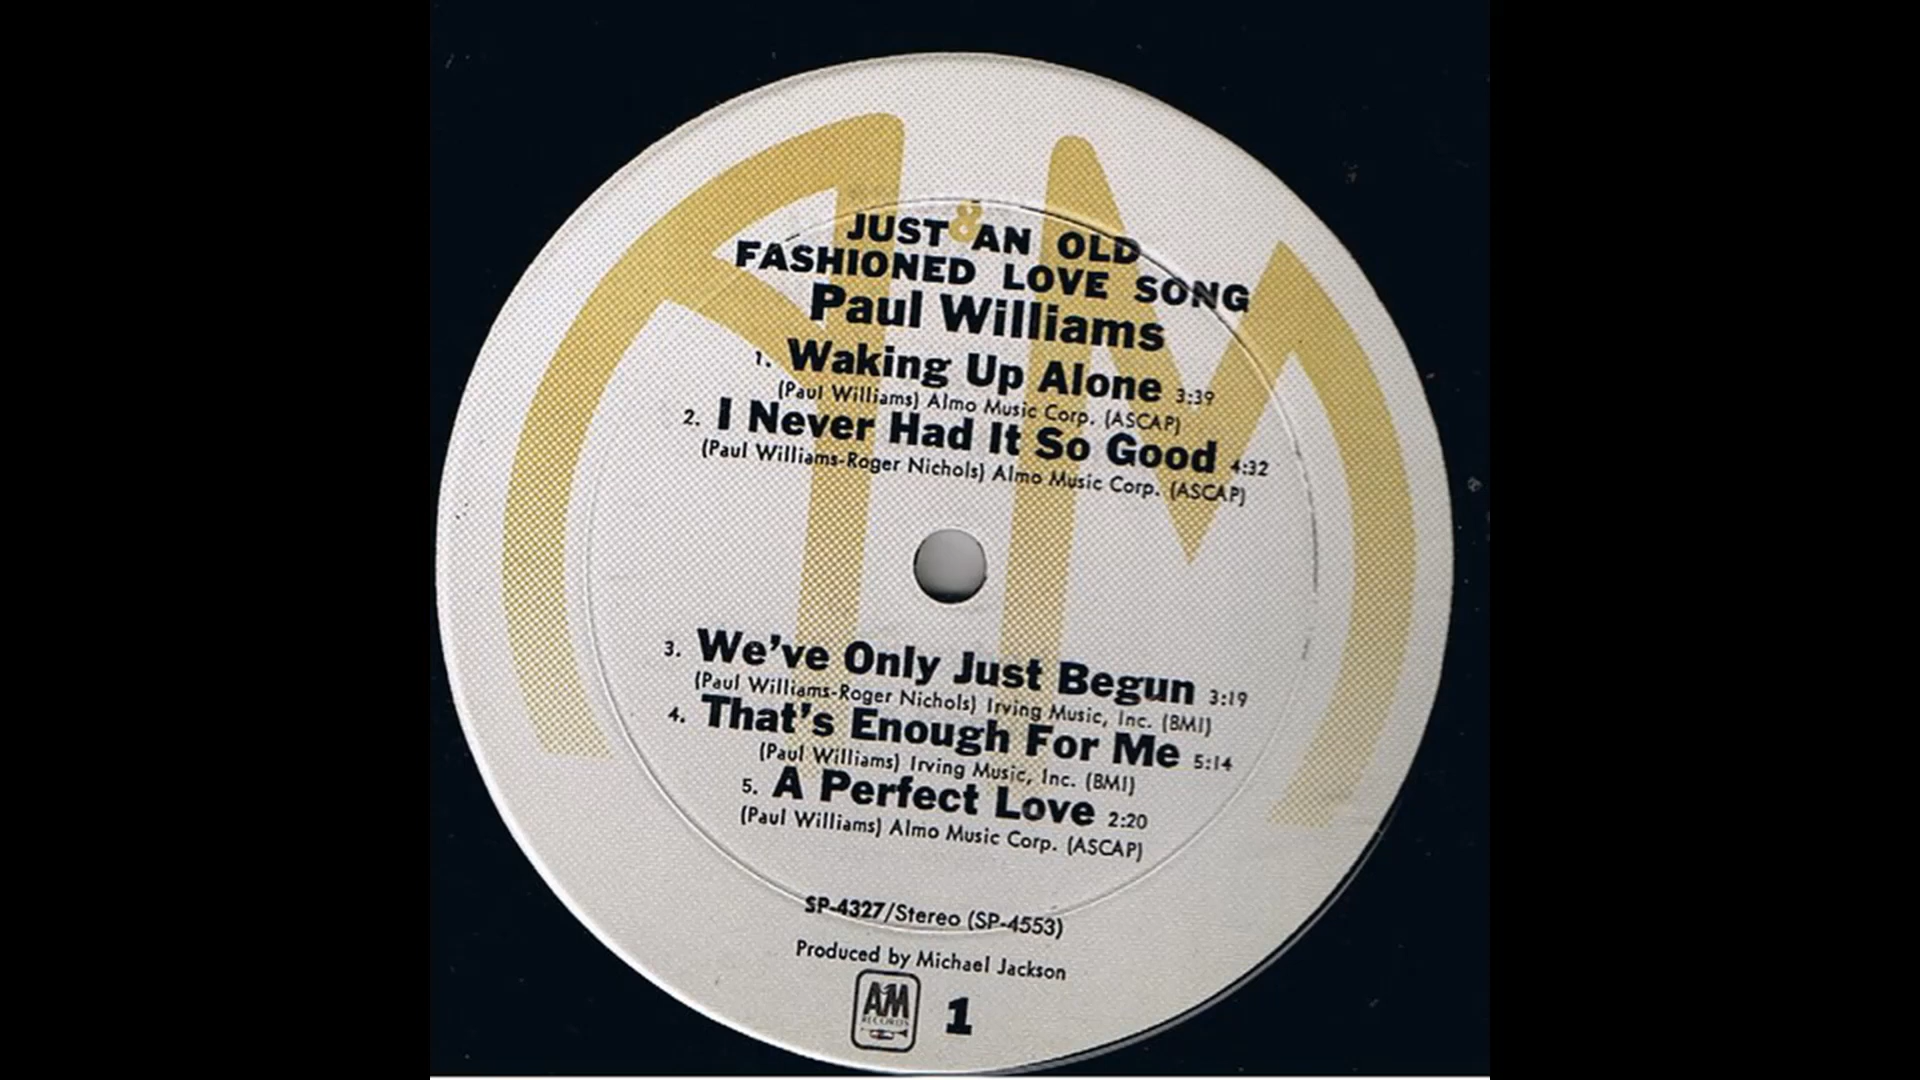 &
JUST AN OLD
FASHIONED LOVE SONG
Paul Williams
1. Waking Up Alone 3:39
(Paul Williams) Almo Music Corp. (ASCAP)
2. I Never Had It So Good 4:32
(Paul Williams-Roger Nichols) Almo Music Corp. (ASCAP)
3. We've Only Just Begun 3:19
(Paul Williams-Roger Nichols) Irving Music, Inc. (BMI)
4. That's Enough For Me 5:14
(Paul Williams) Irving Music, Inc. (BMI)
5. A Perfect Love 2:20
(Paul Williams) Almo Music Corp. (ASCAP)
SP-4327/Stereo (SP-4553)
Produced by Michael Jackson
A&M
RECORDS
1